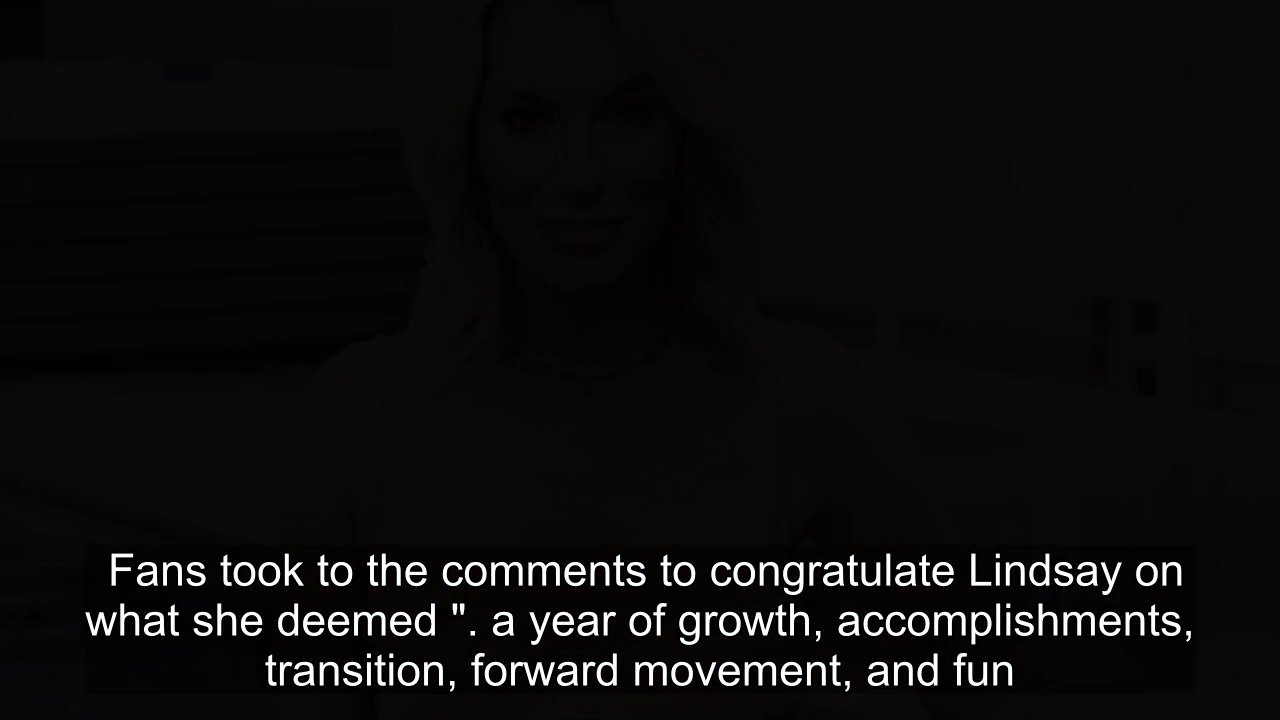 Fans took to the comments to congratulate Lindsay on
what she deemed ". a year of growth, accomplishments,
transition, forward movement, and fun